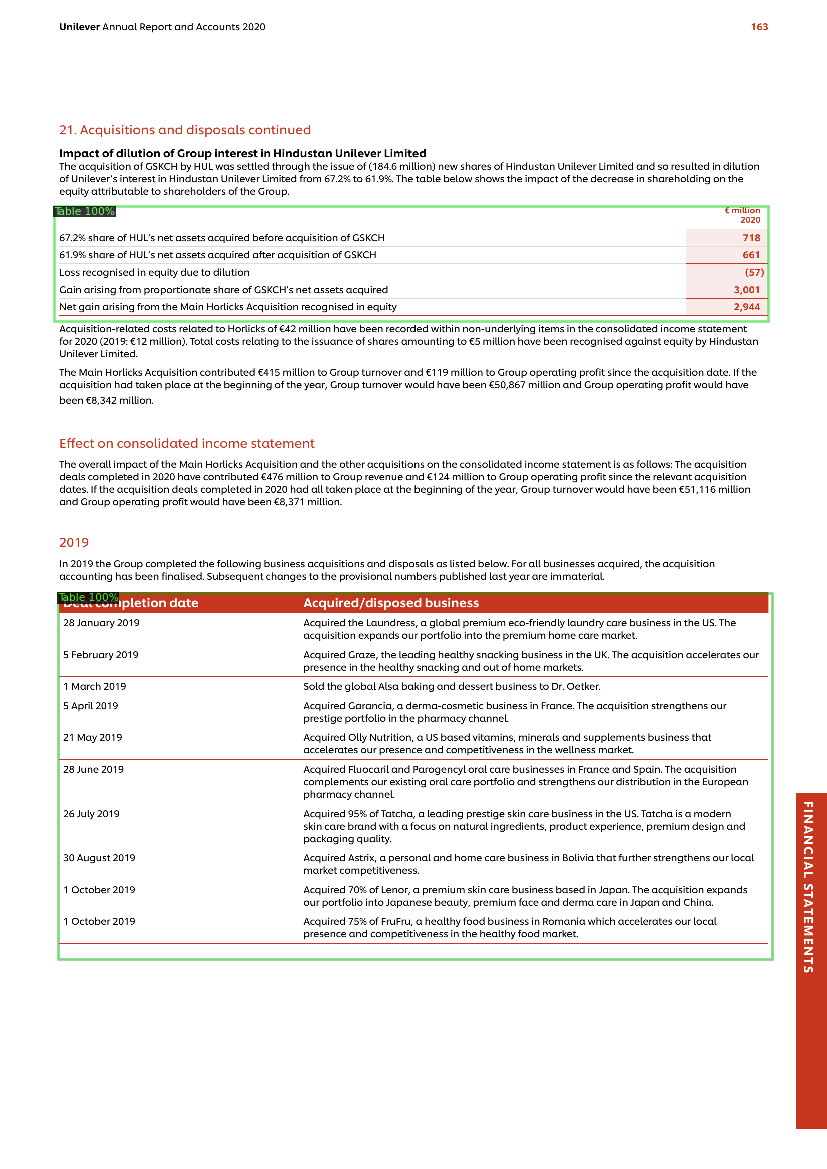 Unilever Annual Report and Accounts 2020
163
21. Acquisitions and disposals continued
Impact of dilution of Group interest in Hindustan Unilever Limited
The acquisition of GSKCH by HUL was settled through the issue of (184.6 million) new shares of Hindustan Unilever Limited and so resulted in dilution
of Unilever's interest in Hindustan Unilever Limited from 67.2% to 61.9%. The table below shows the impact of the decrease in shareholding on the
equity attributable to shareholders of the Group.
Table 100%
€ million
2020
67.2% share of HUL's net assets acquired before acquisition of GSKCH 718
61.9% share of HUL's net assets acquired after acquisition of GSKCH 661
Loss recognised in equity due to dilution (57)
Gain arising from proportionate share of GSKCH's net assets acquired 3,001
Net gain arising from the Main Horlicks Acquisition recognised in equity 2,944
Acquisition-related costs related to Horlicks of €42 million have been recorded within non-underlying items in the consolidated income statement
for 2020 (2019: €12 million). Total costs relating to the issuance of shares amounting to €5 million have been recognised against equity by Hindustan
Unilever Limited.
The Main Horlicks Acquisition contributed €415 million to Group turnover and €119 million to Group operating profit since the acquisition date. If the
acquisition had taken place at the beginning of the year, Group turnover would have been €50,867 million and Group operating profit would have
been €8,342 million.
Effect on consolidated income statement
The overall impact of the Main Horlicks Acquisition and the other acquisitions on the consolidated income statement is as follows: The acquisition
deals completed in 2020 have contributed €476 million to Group revenue and €124 million to Group operating profit since the relevant acquisition
dates. If the acquisition deals completed in 2020 had all taken place at the beginning of the year, Group turnover would have been €51,116 million
and Group operating profit would have been €8,371 million.
2019
In 2019 the Group completed the following business acquisitions and disposals as listed below. For all businesses acquired, the acquisition
accounting has been finalised. Subsequent changes to the provisional numbers published last year are immaterial.
Table 100%
Deal completion date Acquired/disposed business
28 January 2019 Acquired the Laundress, a global premium eco-friendly laundry care business in the US. The
acquisition expands our portfolio into the premium home care market.
5 February 2019 Acquired Graze, the leading healthy snacking business in the UK. The acquisition accelerates our
presence in the healthy snacking and out of home markets.
1 March 2019 Sold the global Alsa baking and dessert business to Dr. Oetker.
5 April 2019 Acquired Garancia, a derma-cosmetic business in France. The acquisition strengthens our
prestige portfolio in the pharmacy channel.
21 May 2019 Acquired Olly Nutrition, a US based vitamins, minerals and supplements business that
accelerates our presence and competitiveness in the wellness market.
28 June 2019 Acquired Fluocaril and Parogencyl oral care businesses in France and Spain. The acquisition
complements our existing oral care portfolio and strengthens our distribution in the European
pharmacy channel.
26 July 2019 Acquired 95% of Tatcha, a leading prestige skin care business in the US. Tatcha is a modern
skin care brand with a focus on natural ingredients, product experience, premium design and
packaging quality.
30 August 2019 Acquired Astrix, a personal and home care business in Bolivia that further strengthens our local
market competitiveness.
1 October 2019 Acquired 70% of Lenor, a premium skin care business based in Japan. The acquisition expands
our portfolio into Japanese beauty, premium face and derma care in Japan and China.
1 October 2019 Acquired 75% of FruFru, a healthy food business in Romania which accelerates our local
presence and competitiveness in the healthy food market.
FINANCIAL STATEMENTS